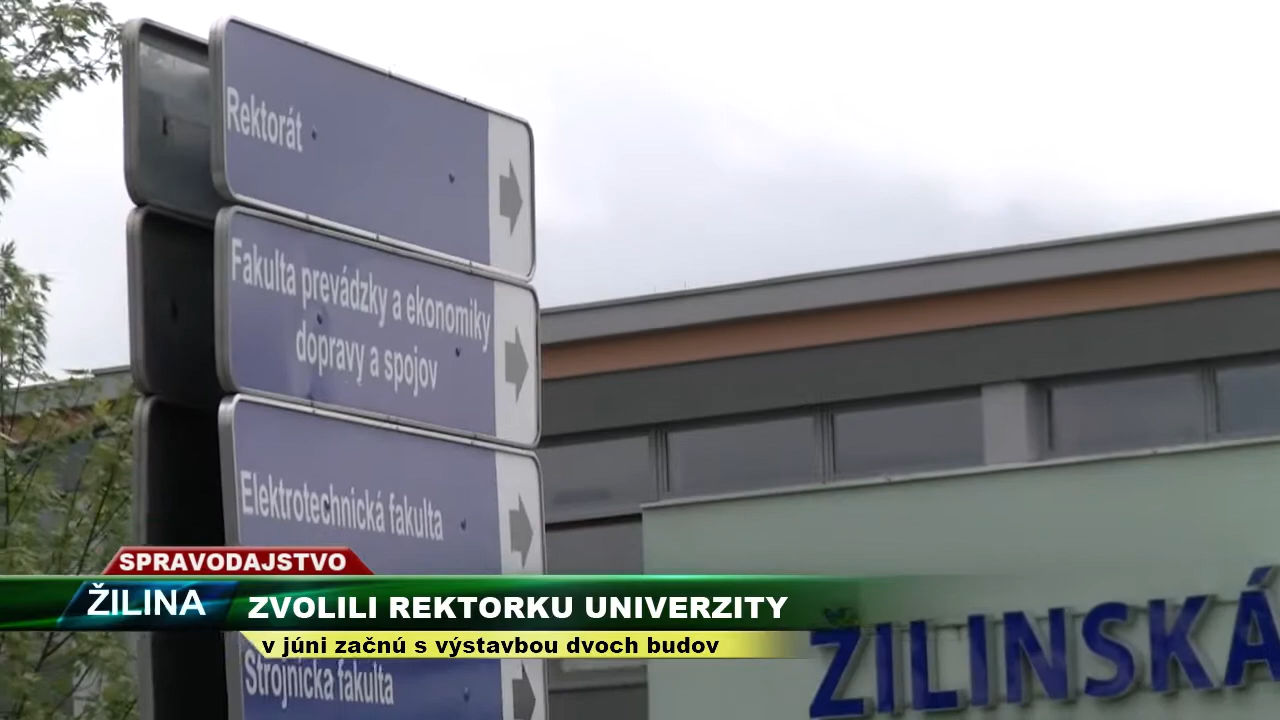 Rektorát
Fakulta prevádzky a ekonomiky
dopravy a spojov
Elektrotechnická fakulta
Strojnícka fakulta
ŽILINSKÁ
SPRAVODAJSTVO
ŽILINA
ZVOLILI REKTORKU UNIVERZITY
v júni začnú s výstavbou dvoch budov